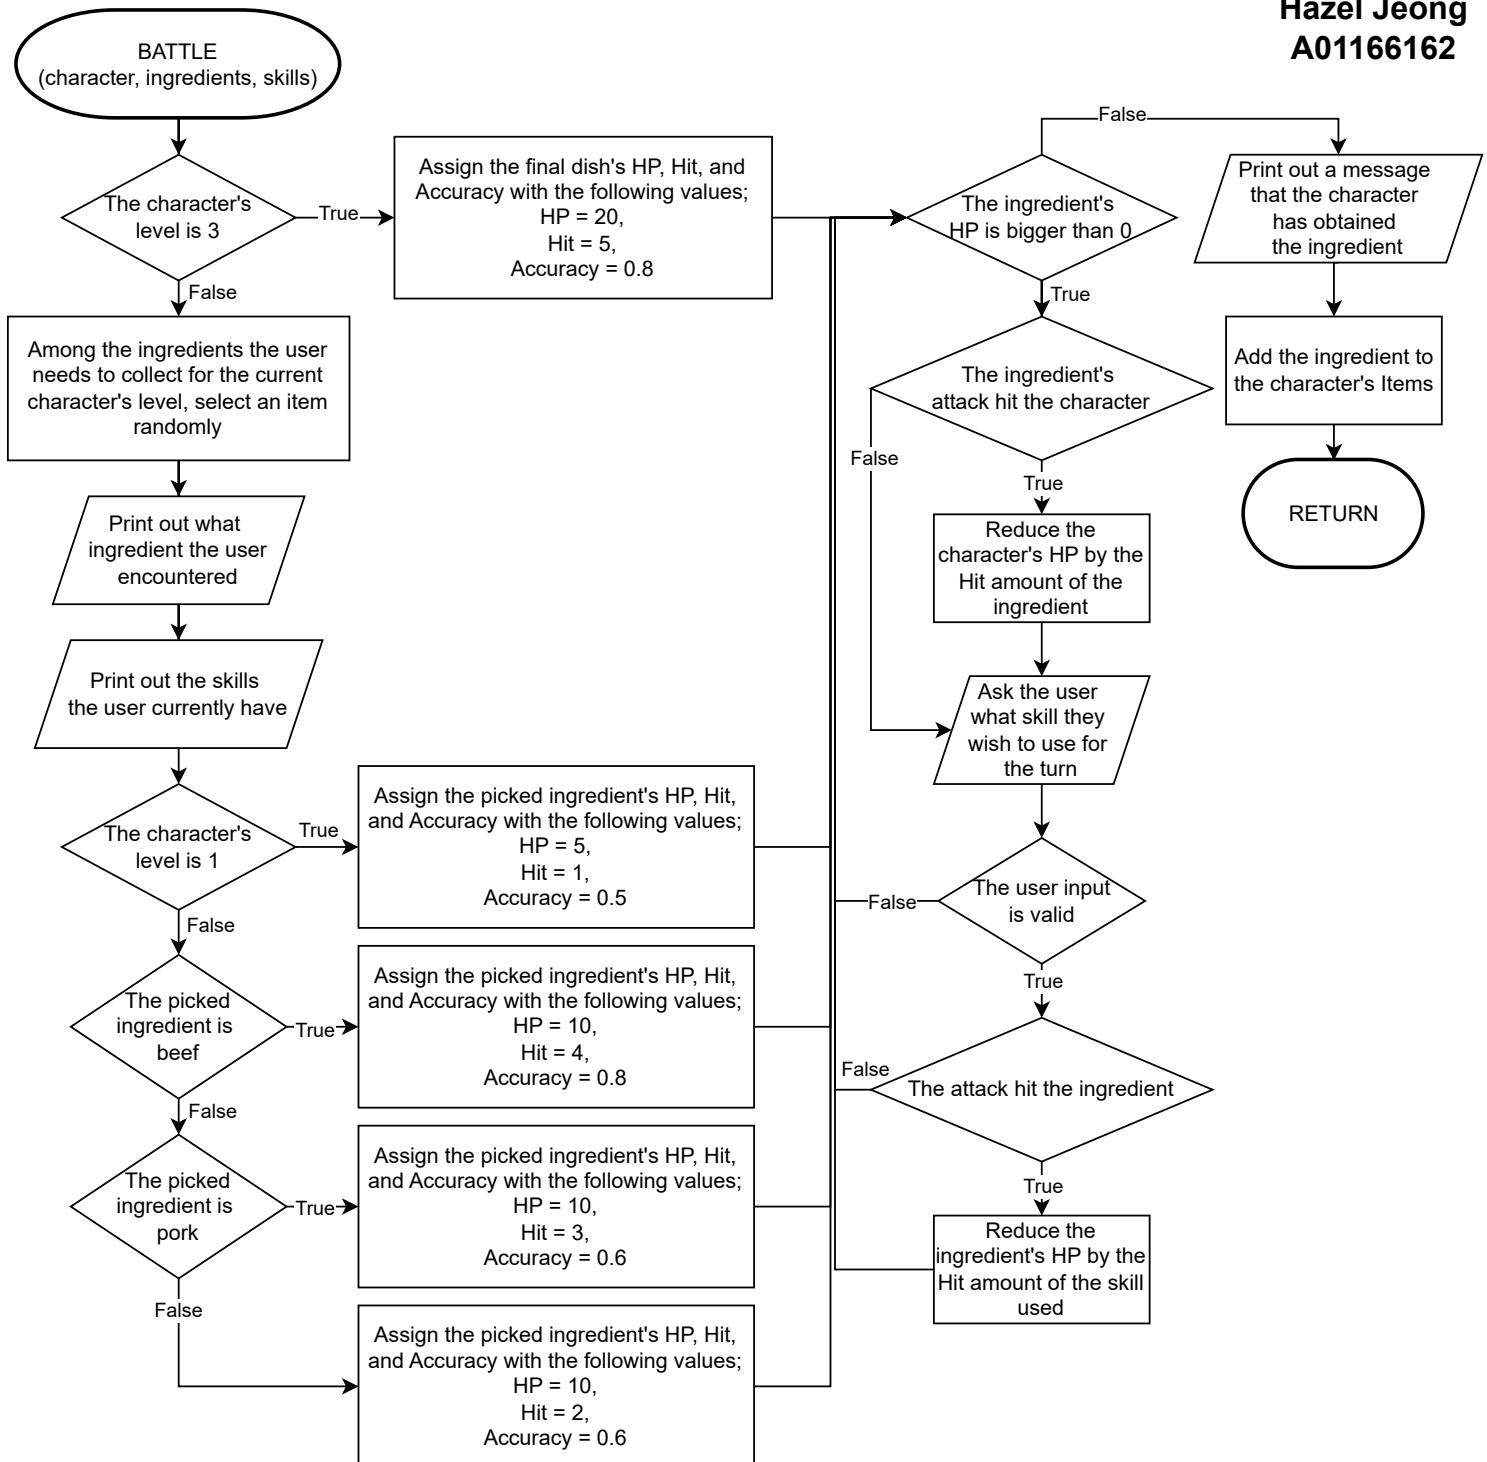 Hazel Jeong
A01166162
BATTLE
(character, ingredients, skills)
The character's
level is 3
True
False
Assign the final dish's HP, Hit, and
Accuracy with the following values;
HP = 20,
Hit = 5,
Accuracy = 0.8
Among the ingredients the user
needs to collect for the current
character's level, select an item
randomly
Print out what
ingredient the user
encountered
Print out the skills
the user currently have
The character's
level is 1
True
False
Assign the picked ingredient's HP, Hit,
and Accuracy with the following values;
HP = 5,
Hit = 1,
Accuracy = 0.5
The picked
ingredient is
beef
True
False
Assign the picked ingredient's HP, Hit,
and Accuracy with the following values;
HP = 10,
Hit = 4,
Accuracy = 0.8
The picked
ingredient is
pork
True
False
Assign the picked ingredient's HP, Hit,
and Accuracy with the following values;
HP = 10,
Hit = 3,
Accuracy = 0.6
Assign the picked ingredient's HP, Hit,
and Accuracy with the following values;
HP = 10,
Hit = 2,
Accuracy = 0.6
The ingredient's
HP is bigger than 0
False
True
Print out a message
that the character
has obtained
the ingredient
Add the ingredient to
the character's Items
RETURN
The ingredient's
attack hit the character
False
True
Reduce the
character's HP by the
Hit amount of the
ingredient
Ask the user
what skill they
wish to use for
the turn
The user input
is valid
False
True
The attack hit the ingredient
False
True
Reduce the
ingredient's HP by the
Hit amount of the skill
used